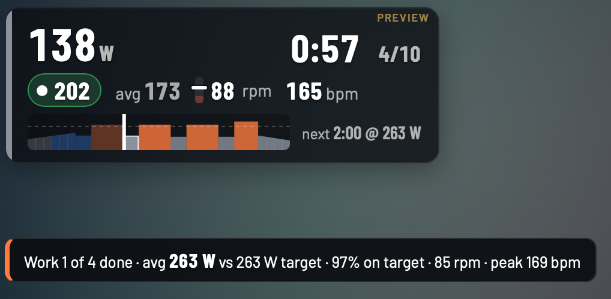 PREVIEW
138 W 0:57 4/10
202 avg 173 88 rpm 165 bpm
next 2:00 @ 263 W
Work 1 of 4 done · avg 263 W vs 263 W target · 97% on target · 85 rpm · peak 169 bpm